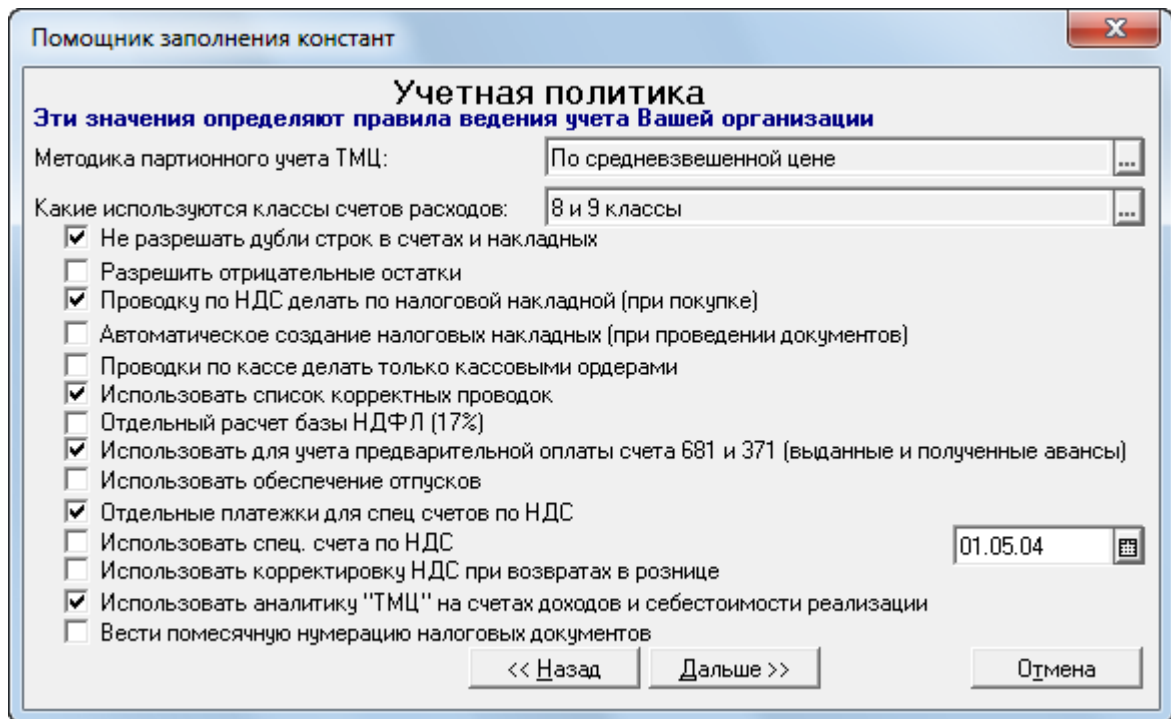 Помощник заполнения констант
Учетная политика
Эти значения определяют правила ведения учета Вашей организации
Методика партионного учета ТМЦ: По средневзвешенной цене ...
Какие используются классы счетов расходов: 8 и 9 классы ...
Не разрешать дубли строк в счетах и накладных
Разрешить отрицательные остатки
Проводку по НДС делать по налоговой накладной (при покупке)
Автоматическое создание налоговых накладных (при проведении документов)
Проводки по кассе делать только кассовыми ордерами
Использовать список корректных проводок
Отдельный расчет базы НДФЛ (17%)
Использовать для учета предварительной оплаты счета 681 и 371 (выданные и полученные авансы)
Использовать обеспечение отпусков
Отдельные платежки для спец счетов по НДС
Использовать спец. счета по НДС 01.05.04
Использовать корректировку НДС при возвратах в рознице
Использовать аналитику "ТМЦ" на счетах доходов и себестоимости реализации
Вести помесячную нумерацию налоговых документов
<< Назад Дальше >> Отмена